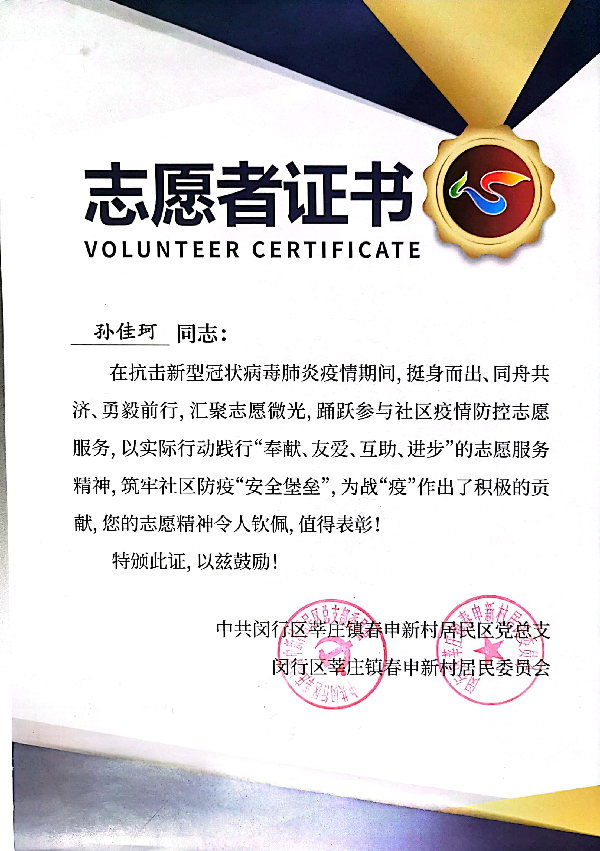 志愿者证书
VOLUNTEER CERTIFICATE
孙佳珂 同志：
在抗击新型冠状病毒肺炎疫情期间，挺身而出、同舟共
济、勇毅前行，汇聚志愿微光，踊跃参与社区疫情防控志愿
服务，以实际行动践行“奉献、友爱、互助、进步”的志愿服务
精神，筑牢社区防疫“安全堡垒”，为战“疫”作出了积极的贡
献，您的志愿精神令人钦佩，值得表彰！
特颁此证，以兹鼓励！
中共闵行区莘庄镇春申新村居民区党总支
闵行区莘庄镇春申新村居民委员会